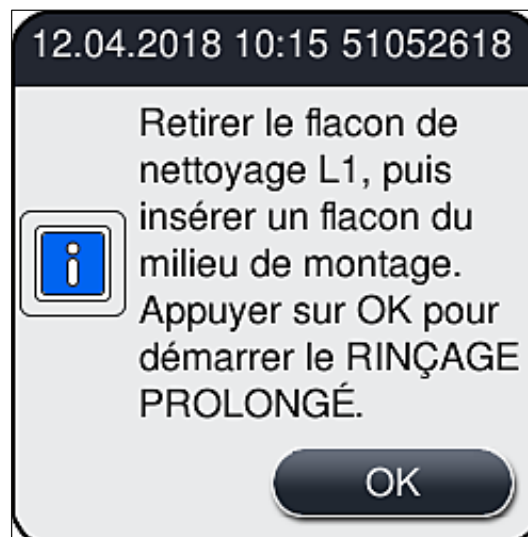 12.04.2018 10:15 51052618
Retirer le flacon de
nettoyage L1, puis
insérer un flacon du
milieu de montage.
Appuyer sur OK pour
démarrer le RINÇAGE
PROLONGÉ.
OK